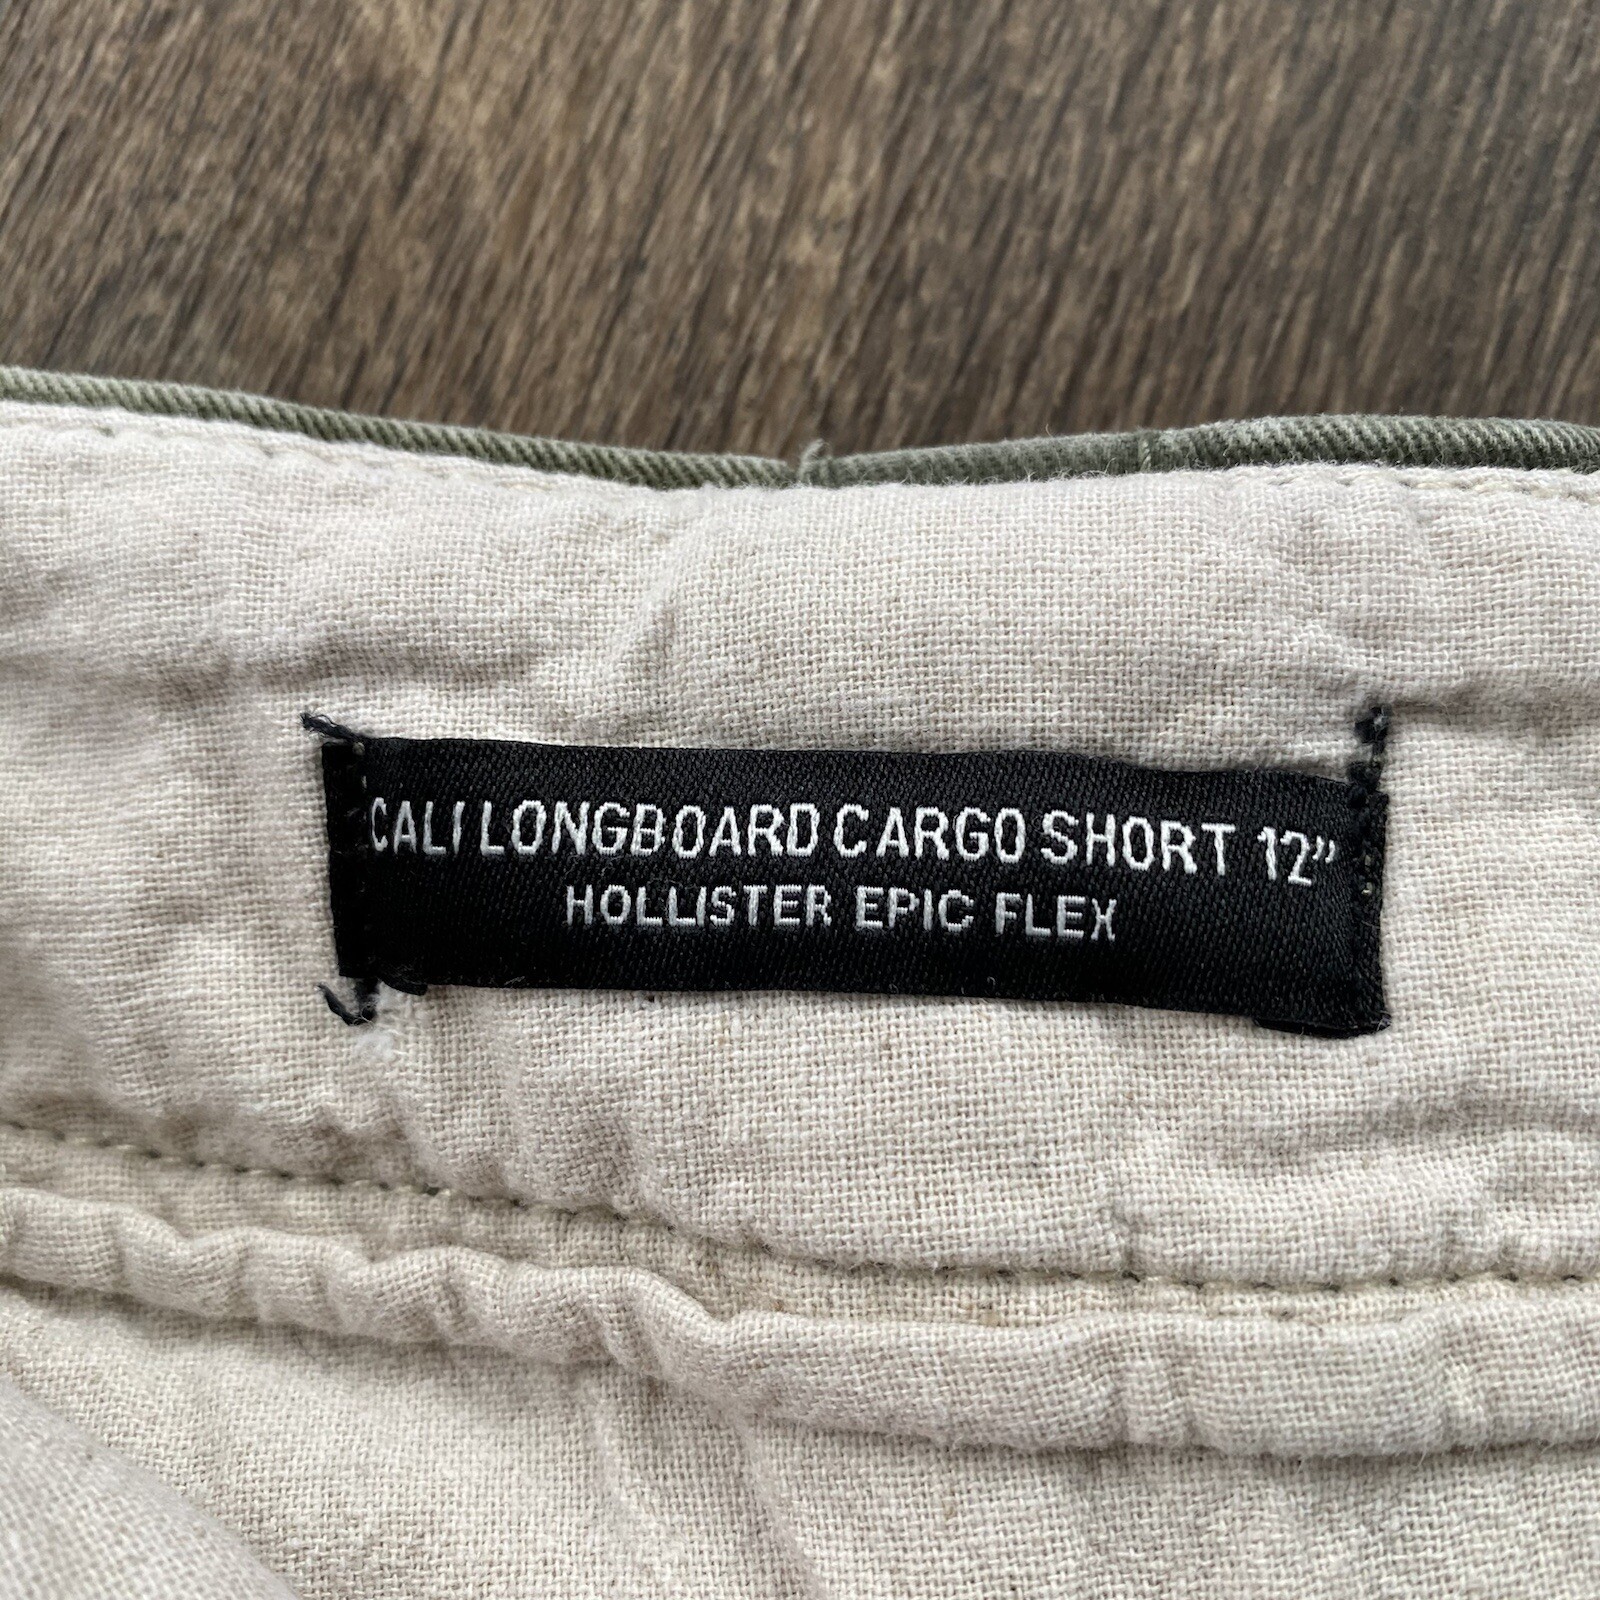 CALI LONGBOARD CARGO SHORT 12”
HOLLISTER EPIC FLEX